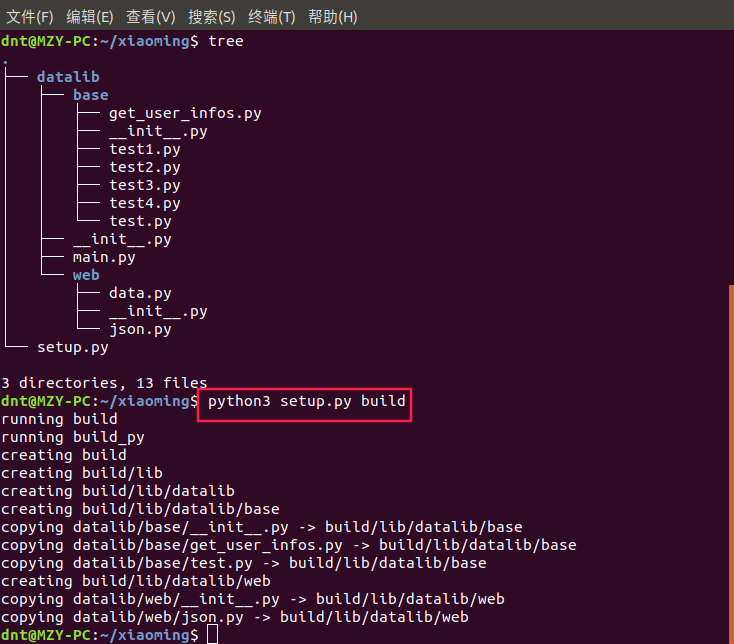 文件(F) 编辑(E) 查看(V) 搜索(S) 终端(T) 帮助(H)
dnt@MZY-PC:~/xiaoming$ tree
.
├── datalib
│   ├── base
│   │   ├── get_user_infos.py
│   │   ├── __init__.py
│   │   ├── test1.py
│   │   ├── test2.py
│   │   ├── test3.py
│   │   ├── test4.py
│   │   └── test.py
│   ├── __init__.py
│   ├── main.py
│   └── web
│       ├── data.py
│       ├── __init__.py
│       └── json.py
└── setup.py
3 directories, 13 files
dnt@MZY-PC:~/xiaoming$ python3 setup.py build
running build
running build_py
creating build
creating build/lib
creating build/lib/datalib
creating build/lib/datalib/base
copying datalib/base/__init__.py -> build/lib/datalib/base
copying datalib/base/get_user_infos.py -> build/lib/datalib/base
copying datalib/base/test.py -> build/lib/datalib/base
creating build/lib/datalib/web
copying datalib/web/__init__.py -> build/lib/datalib/web
copying datalib/web/json.py -> build/lib/datalib/web
dnt@MZY-PC:~/xiaoming$